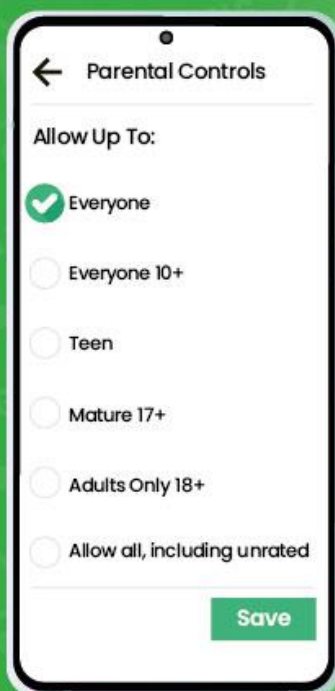 Parental Controls
Allow Up To:
Everyone
Everyone 10+
Teen
Mature 17+
Adults Only 18+
Allow all, including unrated
Save